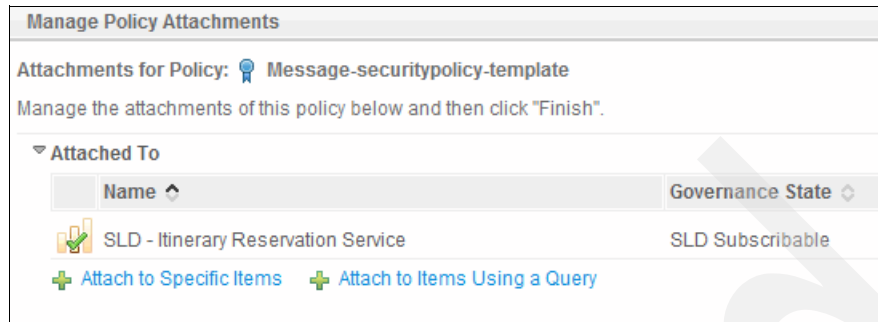 Manage Policy Attachments
Attachments for Policy: Message-securitypolicy-template
Manage the attachments of this policy below and then click "Finish".
Attached To
Name Governance State
SLD - Itinerary Reservation Service SLD Subscribable
Attach to Specific Items Attach to Items Using a Query